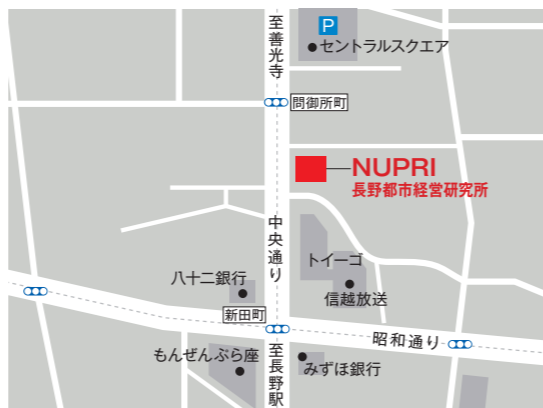 至善光寺
P
セントラルスクエア
問御所町
NUPRI
長野都市経営研究所
中央通り
トイーゴ
八十二銀行
信越放送
新田町
昭和通り
もんぜんぷら座
至長野駅
みずほ銀行